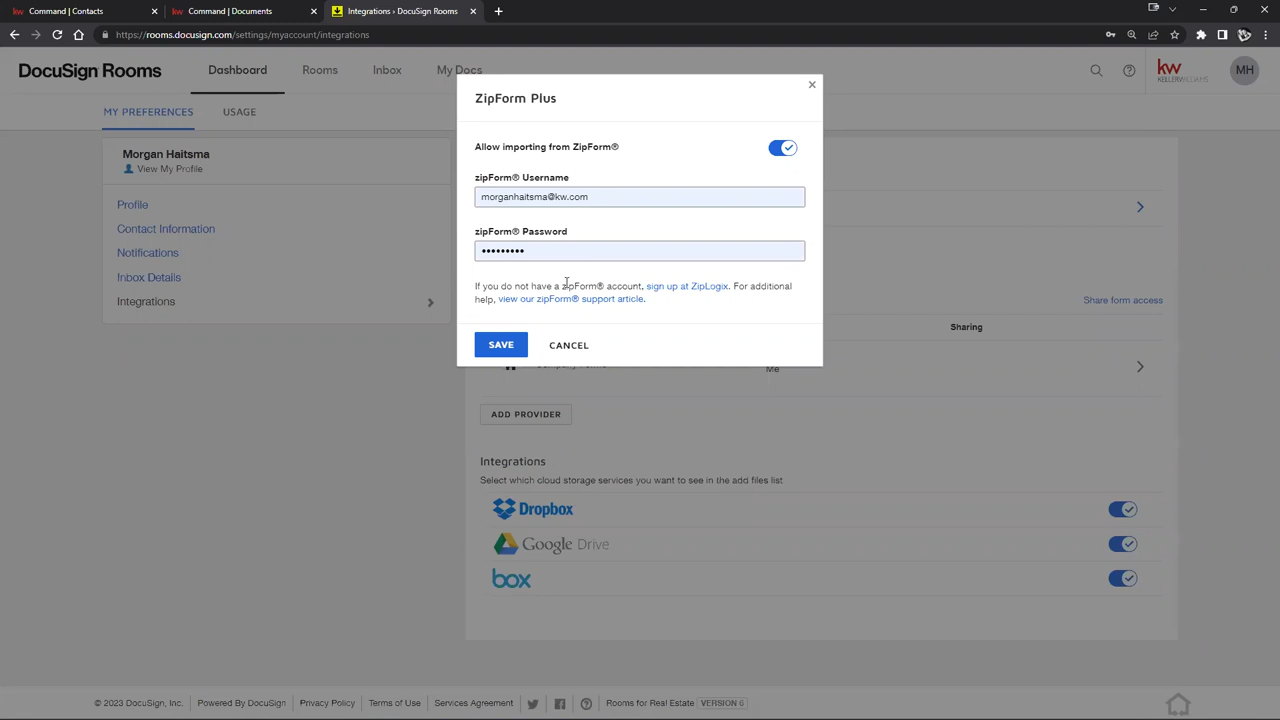 Command | Contacts
Command | Documents
Integrations > DocuSign Rooms
https://rooms.docusign.com/settings/myaccount/integrations
DocuSign Rooms
Dashboard
Rooms
Inbox
My Docs
kw
KELLERWILLIAMS
MH
MY PREFERENCES
USAGE
Morgan Haitsma
View My Profile
Profile
Contact Information
Notifications
Inbox Details
Integrations
ZipForm Plus
Allow importing from ZipForm®
zipForm® Username
morganhaitsma@kw.com
zipForm® Password
•••••••••
If you do not have a zipForm® account, sign up at ZipLogix. For additional
help, view our zipForm® support article.
SAVE
CANCEL
Share form access
Sharing
Me
ADD PROVIDER
Integrations
Select which cloud storage services you want to see in the add files list
Dropbox
Google Drive
box
© 2023 DocuSign, Inc.
Powered By DocuSign
Privacy Policy
Terms of Use
Services Agreement
Rooms for Real Estate
VERSION 6